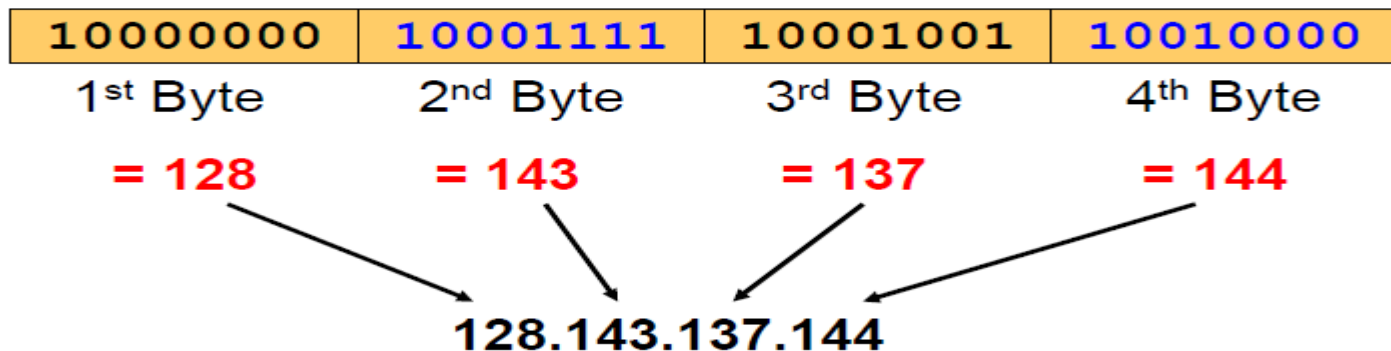 10000000 10001111 10001001 10010000
1st Byte 2nd Byte 3rd Byte 4th Byte
= 128 = 143 = 137 = 144
128.143.137.144